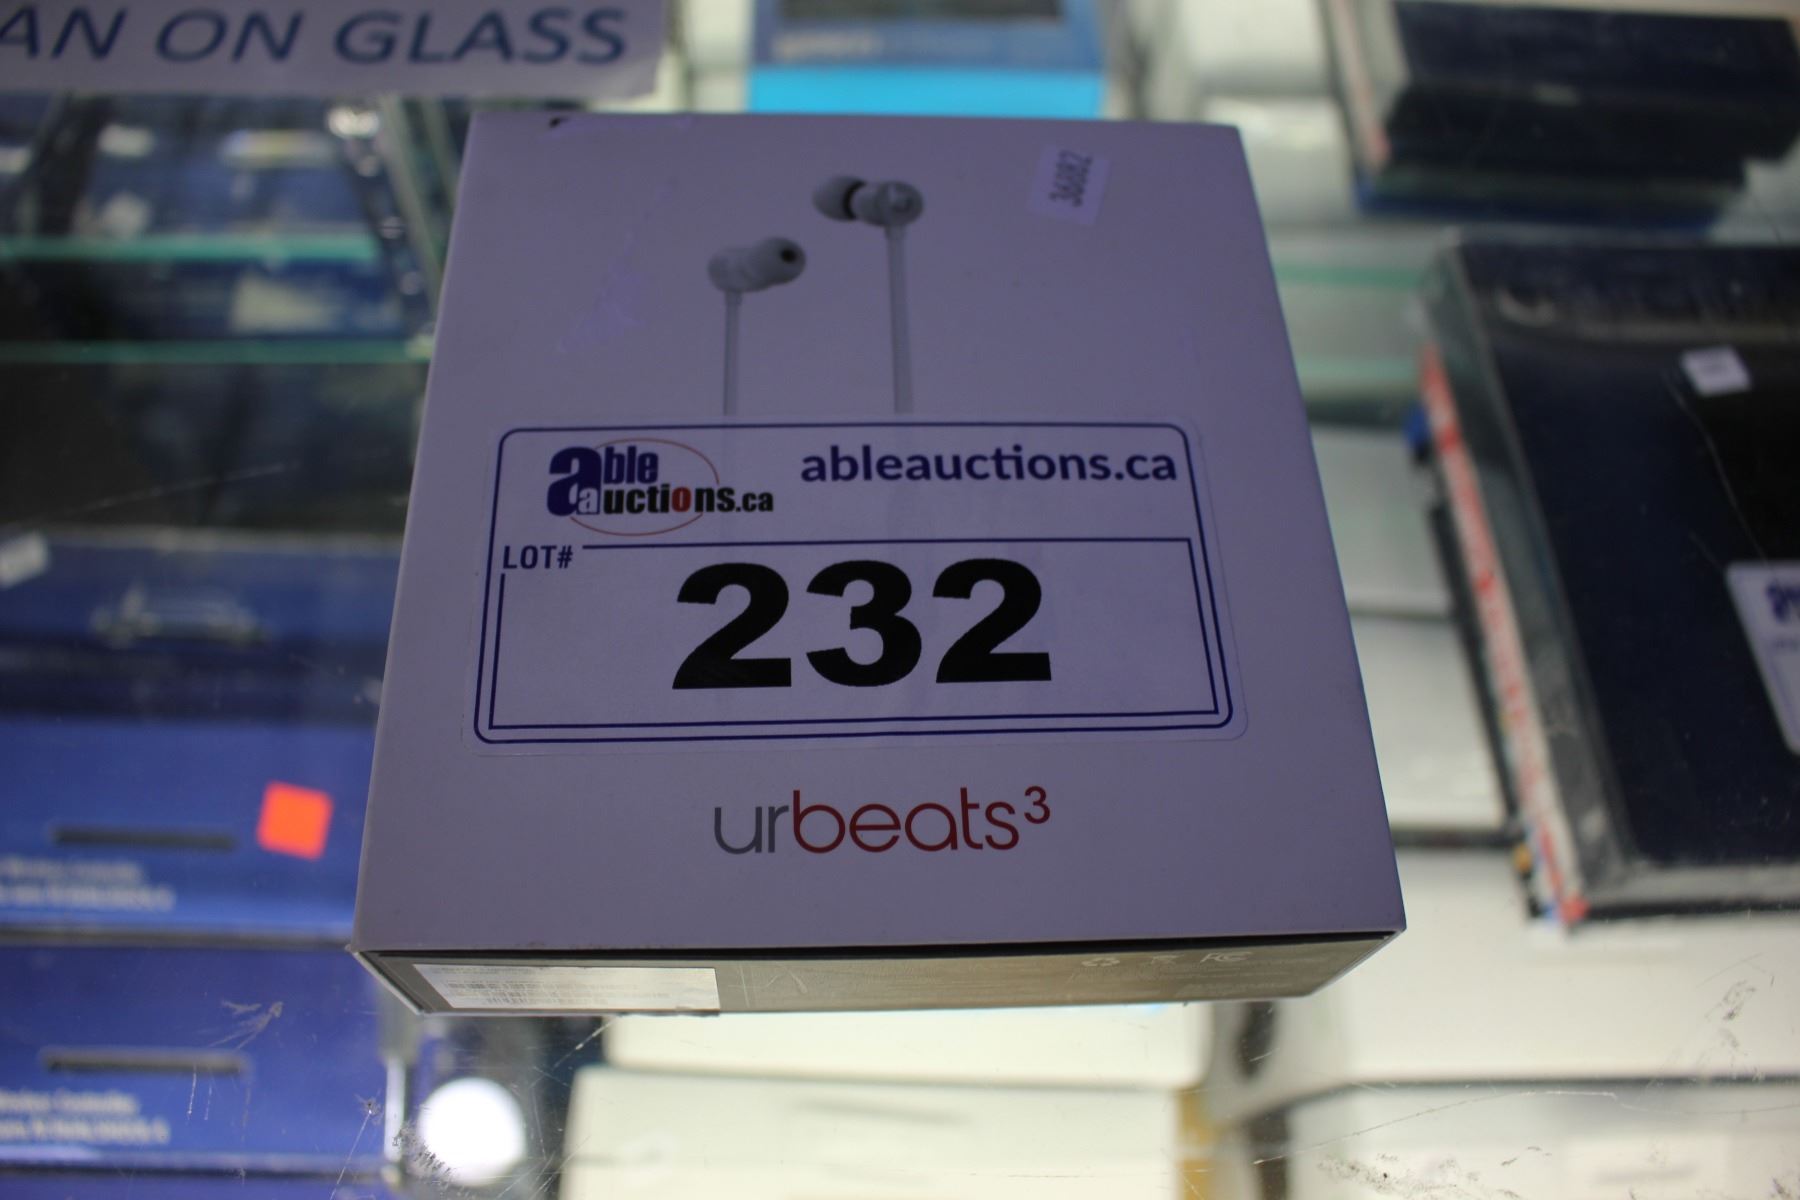 AN ON GLASS
36882
able
auctions.ca
ableauctions.ca
LOT#
232
urbeats3